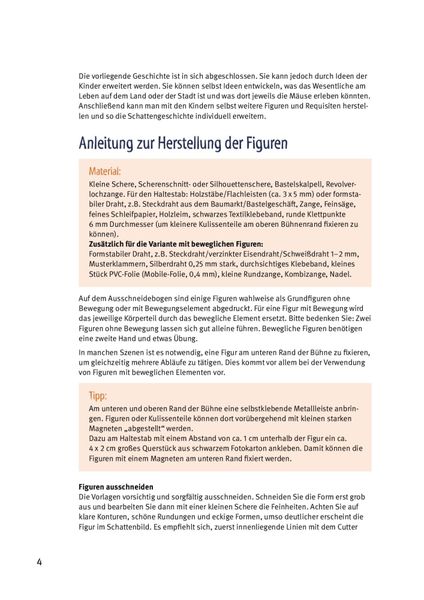 Die vorliegende Geschichte ist in sich abgeschlossen. Sie kann jedoch durch Ideen der
Kinder erweitert werden. Sie können selbst Ideen entwickeln, was das Wesentliche am
Leben auf dem Land oder der Stadt ist und was dort jeweils die Mäuse erleben könnten.
Anschließend kann man mit den Kindern selbst weitere Figuren und Requisiten herstel-
len und so die Schattengeschichte individuell erweitern.
Anleitung zur Herstellung der Figuren
Material:
Kleine Schere, Scherenschnitt- oder Silhouettenschere, Bastelskalpell, Revolver-
lochzange. Für den Haltestab: Holzstäbe/Flachleisten (ca. 3 x 5 mm) oder formsta-
biler Draht, z.B. Steckdraht aus dem Baumarkt/Bastelgeschäft, Zange, Feinsäge,
feines Schleifpapier, Holzleim, schwarzes Textilklebeband, runde Klettpunkte
6 mm Durchmesser (um kleinere Kulissenteile am oberen Bühnenrand fixieren zu
können).
Zusätzlich für die Variante mit beweglichen Figuren:
Formstabiler Draht, z.B. Steckdraht/verzinkter Eisendraht/Schweißdraht 1– 2 mm,
Musterklammern, Silberdraht 0,25 mm stark, durchsichtiges Klebeband, kleines
Stück PVC-Folie (Mobile-Folie, 0,4 mm), kleine Rundzange, Kombizange, Nadel.
Auf dem Ausschneidebogen sind einige Figuren wahlweise als Grundfiguren ohne
Bewegung oder mit Bewegungselement abgedruckt. Für eine Figur mit Bewegung wird
das jeweilige Körperteil durch das bewegliche Element ersetzt. Bitte bedenken Sie: Zwei
Figuren ohne Bewegung lassen sich gut alleine führen. Bewegliche Figuren benötigen
eine zweite Hand und etwas Übung.
In manchen Szenen ist es notwendig, eine Figur am unteren Rand der Bühne zu fixieren,
um gleichzeitig mehrere Abläufe zu tätigen. Dies kommt vor allem bei der Verwendung
von Figuren mit beweglichen Elementen vor.
Tipp:
Am unteren und oberen Rand der Bühne eine selbstklebende Metallleiste anbrin-
gen. Figuren oder Kulissenteile können dort vorübergehend mit kleinen starken
Magneten „abgestellt“ werden.
Dazu am Haltestab mit einem Abstand von ca. 1 cm unterhalb der Figur ein ca.
4 x 2 cm großes Querstück aus schwarzem Fotokarton ankleben. Damit können die
Figuren mit einem Magneten am unteren Rand fixiert werden.
Figuren ausschneiden
Die Vorlagen vorsichtig und sorgfältig ausschneiden. Schneiden Sie die Form erst grob
aus und bearbeiten Sie dann mit einer kleinen Schere die Feinheiten. Achten Sie auf
klare Konturen, schöne Rundungen und eckige Formen, umso deutlicher erscheint die
Figur im Schattenbild. Es empfiehlt sich, zuerst innenliegende Linien mit dem Cutter
4